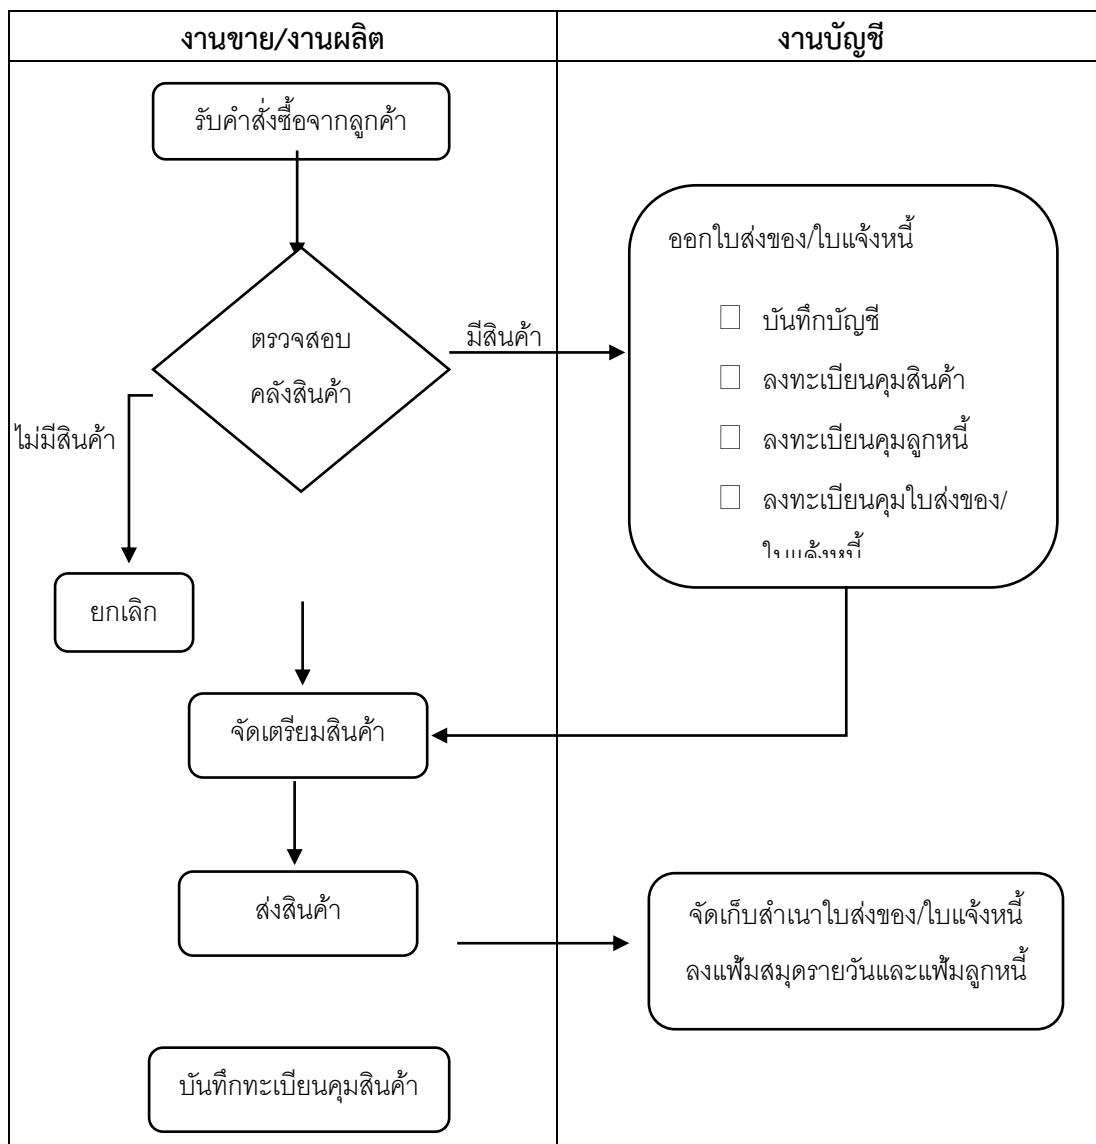 งานขาย/งานผลิต
งานบัญชี
รับคำสั่งซื้อจากลูกค้า
ออกใบส่งของ/ใบแจ้งหนี้
บันทึกบัญชี
ลงทะเบียนคุมสินค้า
ลงทะเบียนคุมลูกหนี้
ลงทะเบียนคุมใบส่งของ/
ใบแจ้งหนี้
ตรวจสอบ
คลังสินค้า
มีสินค้า
ไม่มีสินค้า
ยกเลิก
จัดเตรียมสินค้า
ส่งสินค้า
จัดเก็บสำเนาใบส่งของ/ใบแจ้งหนี้
ลงแฟ้มสมุดรายวันและแฟ้มลูกหนี้
บันทึกทะเบียนคุมสินค้า